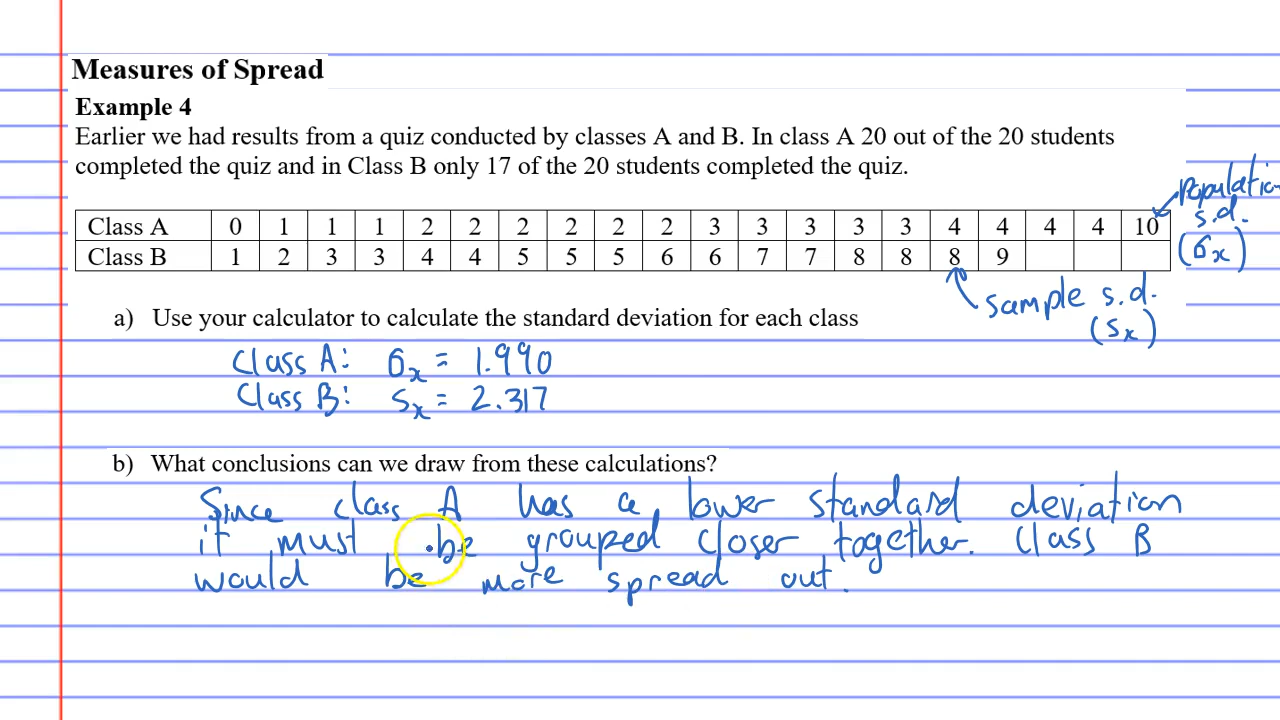 Measures of Spread
Example 4
Earlier we had results from a quiz conducted by classes A and B. In class A 20 out of the 20 students
completed the quiz and in Class B only 17 of the 20 students completed the quiz.
population
s.d.
(σx)
Class A 0 1 1 1 2 2 2 2 2 2 3 3 3 3 3 4 4 4 4 10
Class B 1 2 3 3 4 4 5 5 5 6 6 7 7 8 8 8 9
sample s.d.
(sx)
a) Use your calculator to calculate the standard deviation for each class
Class A: σx = 1.990
Class B: sx = 2.317
b) What conclusions can we draw from these calculations?
Since class A has a lower standard deviation
it must be grouped closer together. Class B
would be more spread out.